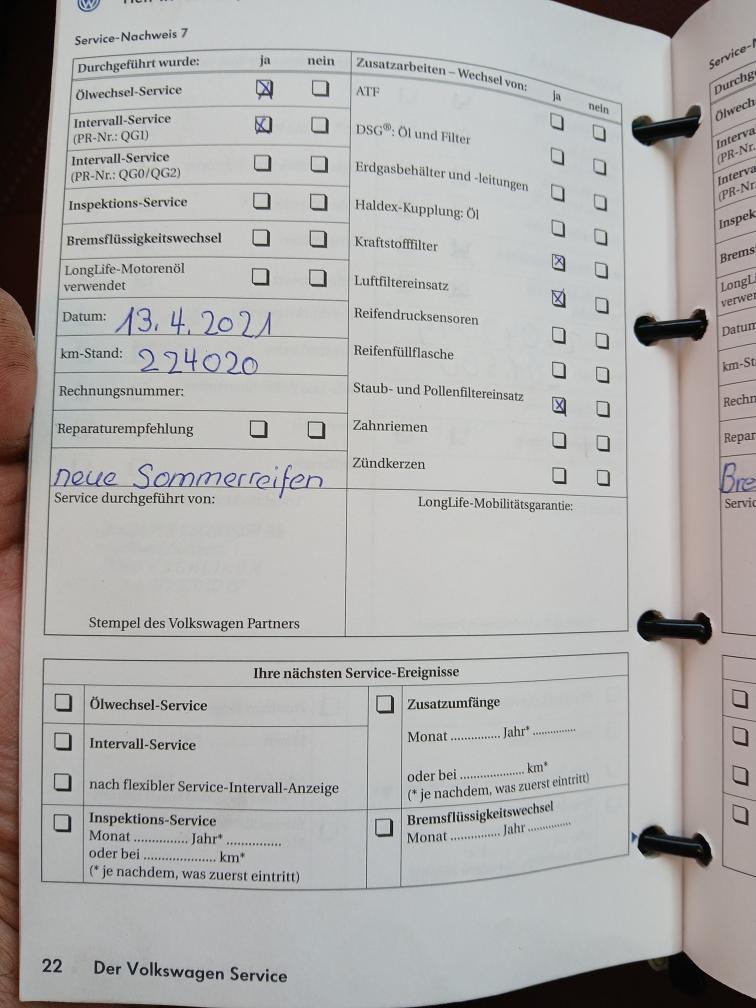 Service-Nachweis 7
Durchgeführt wurde: ja nein
Ölwechsel-Service
Intervall-Service
(PR-Nr.: QG1)
Intervall-Service
(PR-Nr.: QG0/QG2)
Inspektions-Service
Bremsflüssigkeitswechsel
LongLife-Motorenöl
verwendet
Datum: 13.4.2021
km-Stand: 224020
Rechnungsnummer:
Reparaturempfehlung
neue Sommerreifen
Service durchgeführt von:
Stempel des Volkswagen Partners
Zusatzarbeiten – Wechsel von: ja nein
ATF
DSG®: Öl und Filter
Erdgasbehälter und -leitungen
Haldex-Kupplung: Öl
Kraftstofffilter
Luftfiltereinsatz
Reifendrucksensoren
Reifenfüllflasche
Staub- und Pollenfiltereinsatz
Zahnriemen
Zündkerzen
LongLife-Mobilitätsgarantie:
Ihre nächsten Service-Ereignisse
Ölwechsel-Service
Intervall-Service
nach flexibler Service-Intervall-Anzeige
Inspektions-Service
Monat ............... Jahr* ...............
oder bei .................... km*
(* je nachdem, was zuerst eintritt)
Zusatzumfänge
Monat .............. Jahr* ............
oder bei .................. km*
(* je nachdem, was zuerst eintritt)
Bremsflüssigkeitswechsel
Monat .............. Jahr ............
22 Der Volkswagen Service